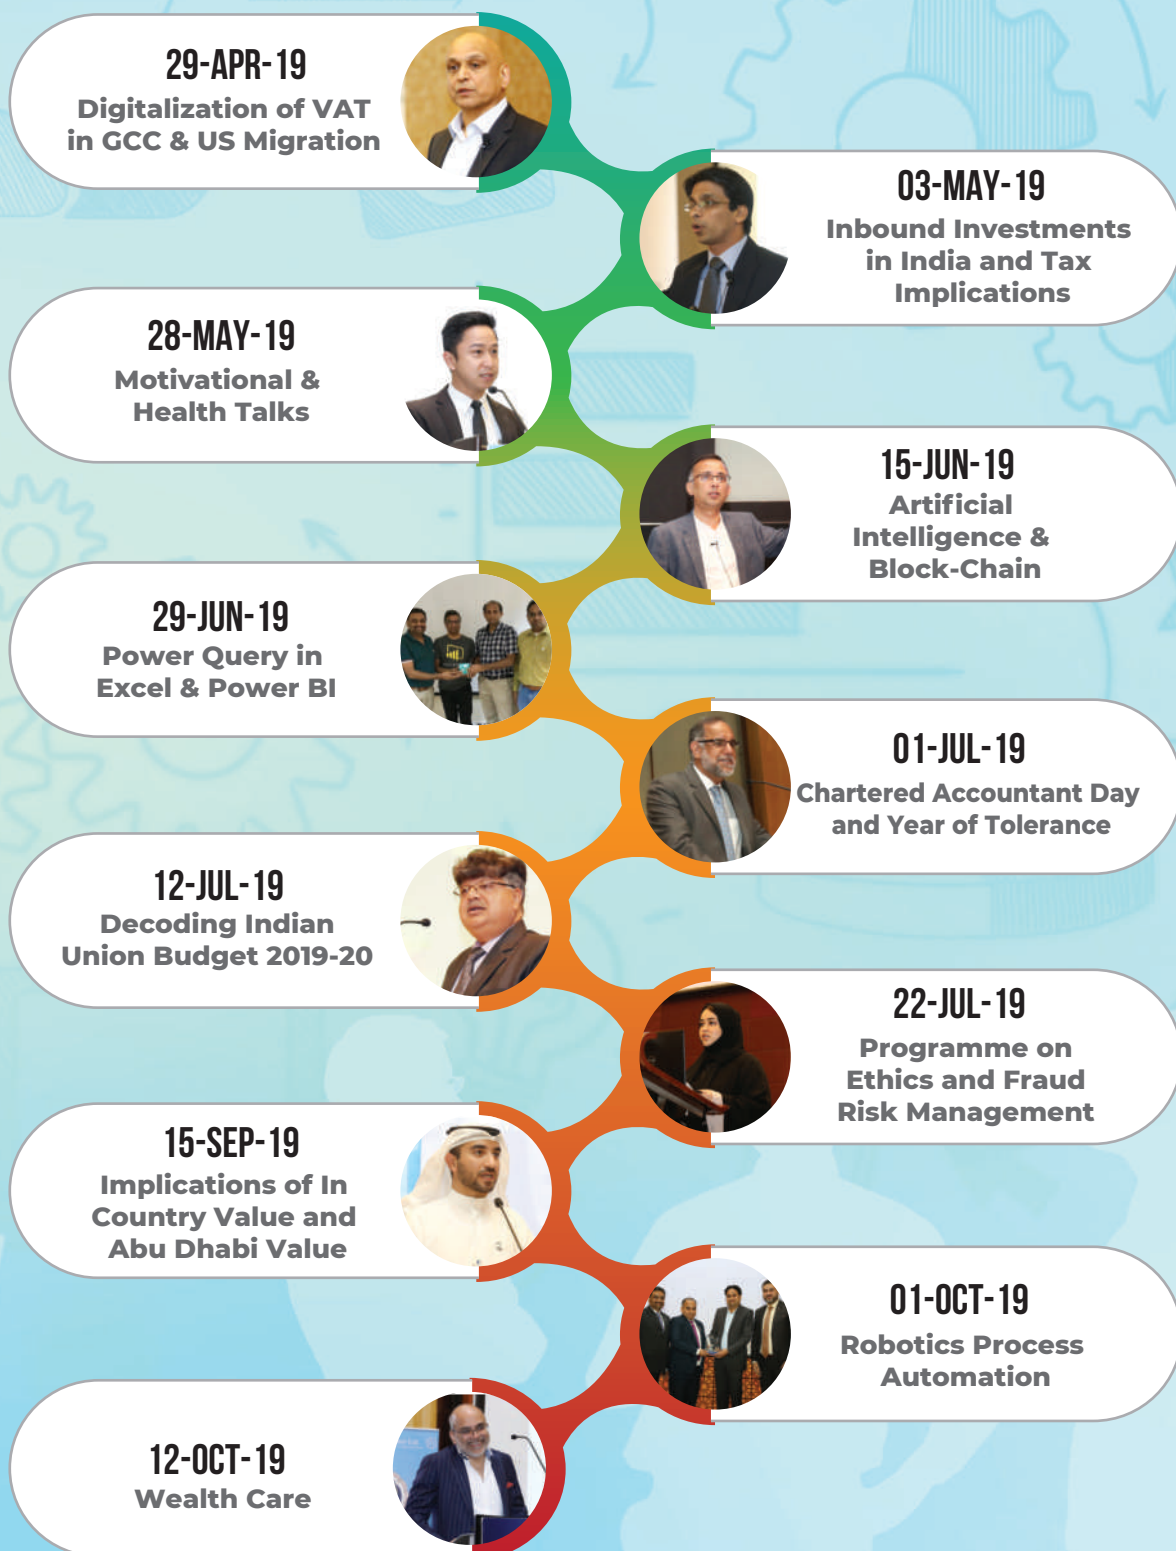 29-APR-19
Digitalization of VAT
in GCC & US Migration
03-MAY-19
Inbound Investments
in India and Tax
Implications
28-MAY-19
Motivational &
Health Talks
15-JUN-19
Artificial
Intelligence &
Block-Chain
29-JUN-19
Power Query in
Excel & Power BI
01-JUL-19
Chartered Accountant Day
and Year of Tolerance
12-JUL-19
Decoding Indian
Union Budget 2019-20
22-JUL-19
Programme on
Ethics and Fraud
Risk Management
15-SEP-19
Implications of In
Country Value and
Abu Dhabi Value
01-OCT-19
Robotics Process
Automation
12-OCT-19
Wealth Care